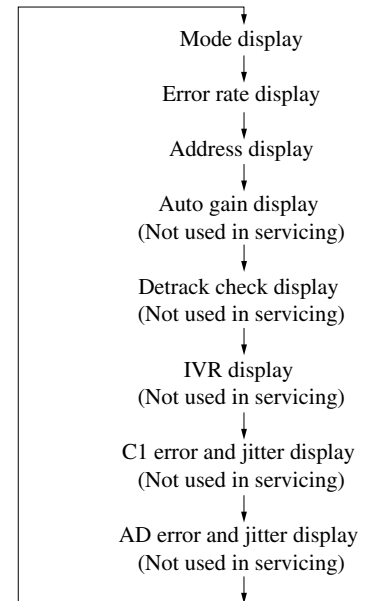 Mode display
Error rate display
Address display
Auto gain display
(Not used in servicing)
Detrack check display
(Not used in servicing)
IVR display
(Not used in servicing)
C1 error and jitter display
(Not used in servicing)
AD error and jitter display
(Not used in servicing)